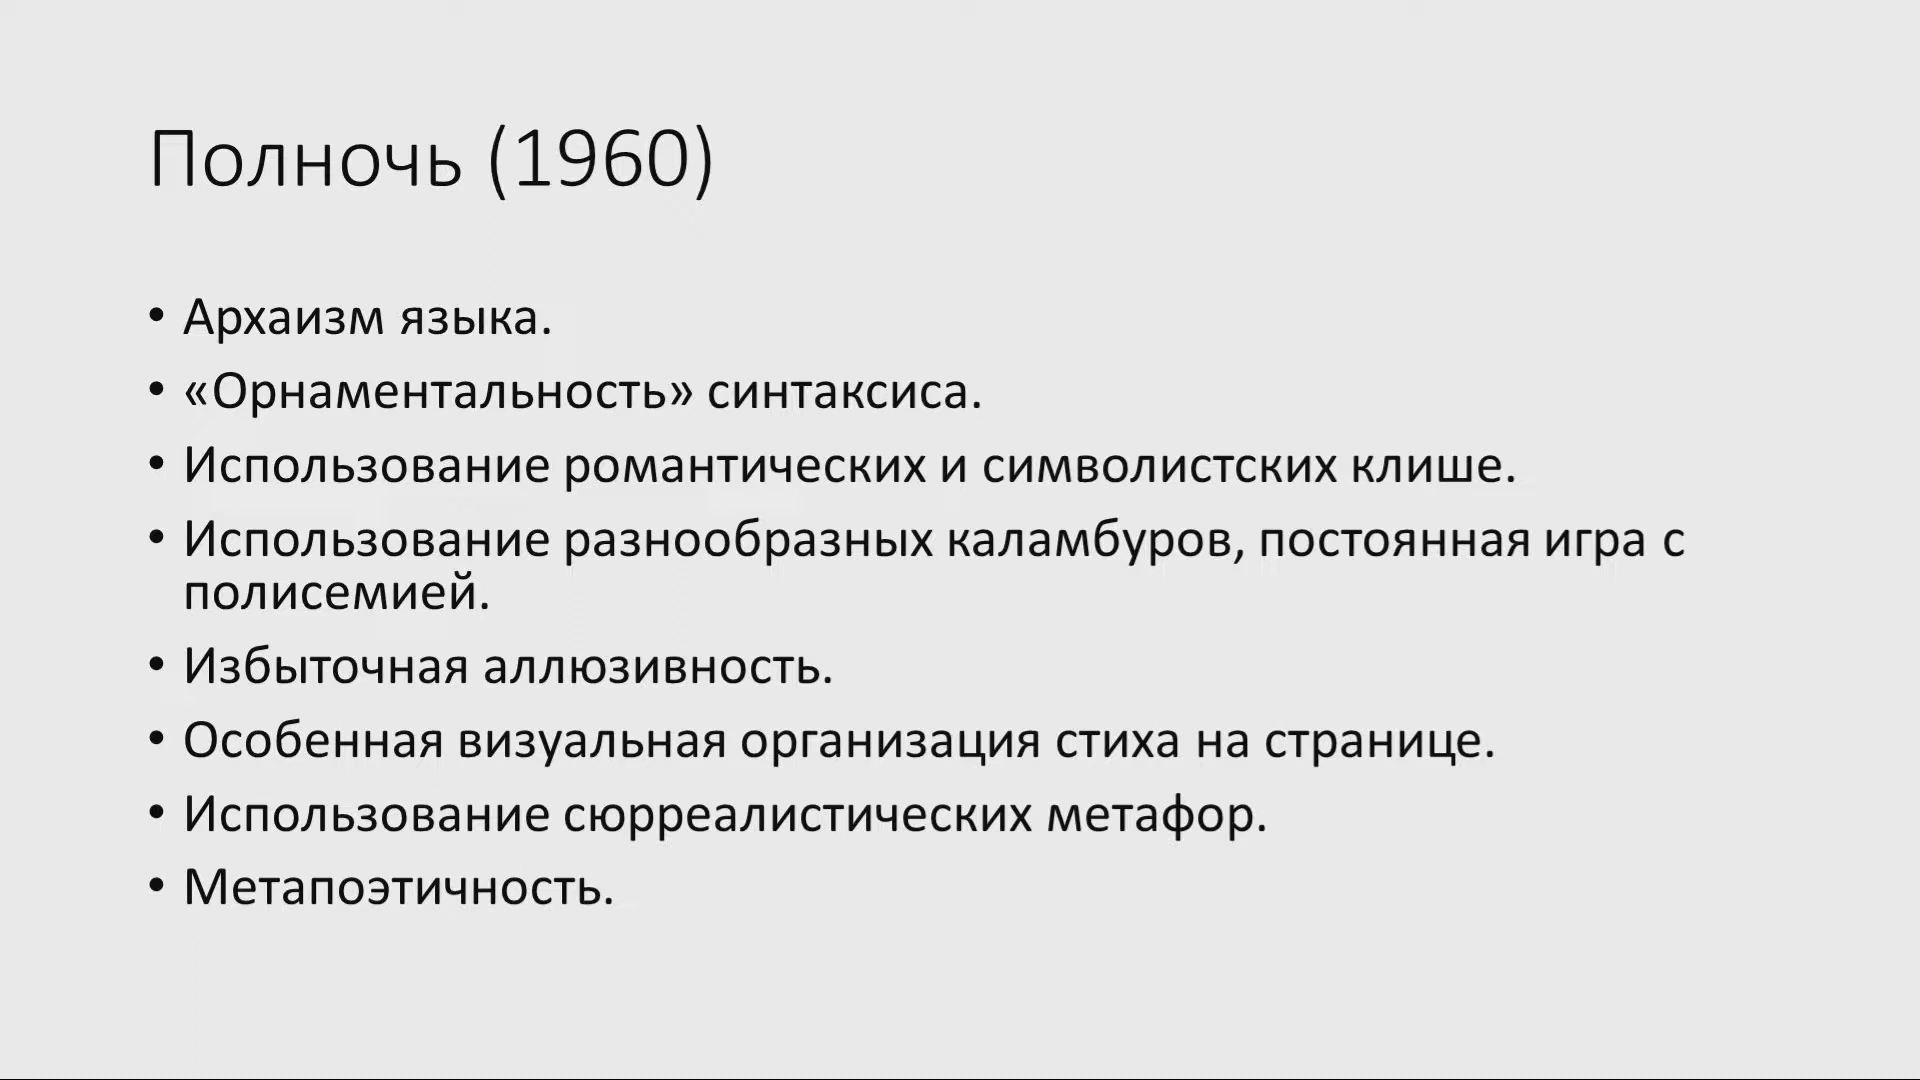 Полночь (1960)
• Архаизм языка.
• «Орнаментальность» синтаксиса.
• Использование романтических и символистских клише.
• Использование разнообразных каламбуров, постоянная игра с
полисемией.
• Избыточная аллюзивность.
• Особенная визуальная организация стиха на странице.
• Использование сюрреалистических метафор.
• Метапоэтичность.